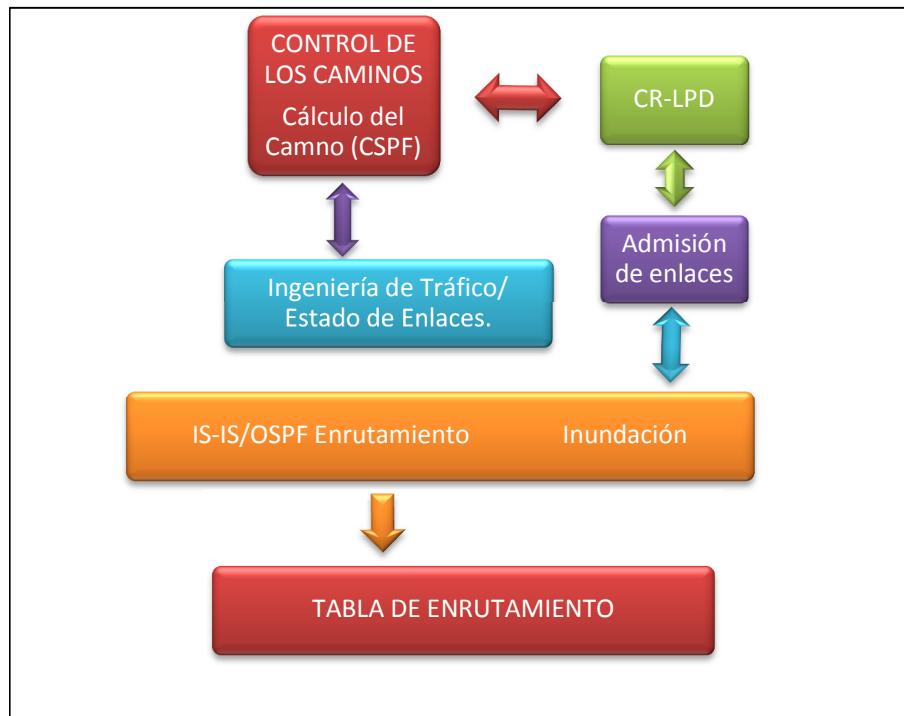 CONTROL DE
LOS CAMINOS
Cálculo del
Camno (CSPF)
CR-LPD
Admisión
de enlaces
Ingeniería de Tráfico/
Estado de Enlaces.
IS-IS/OSPF Enrutamiento Inundación
TABLA DE ENRUTAMIENTO